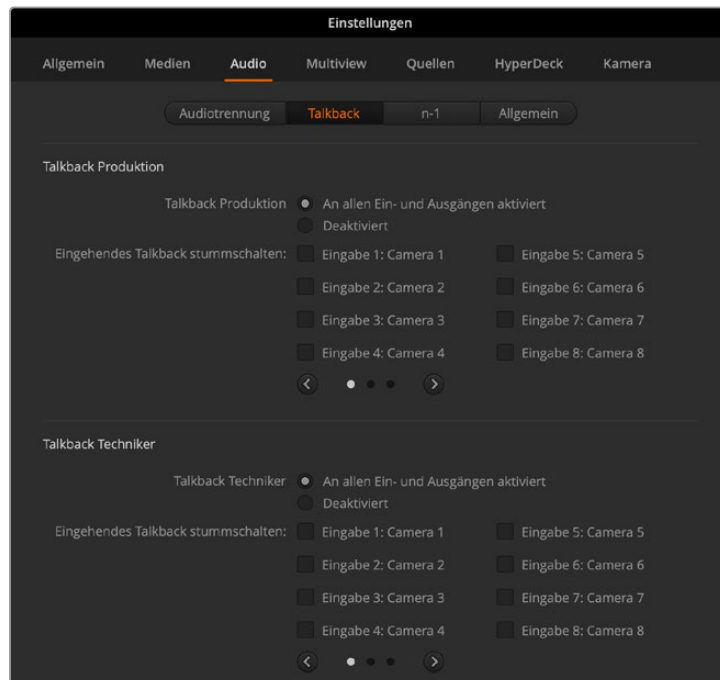 Einstellungen
Allgemein Medien Audio Multiview Quellen HyperDeck Kamera
Audiotrennung Talkback n-1 Allgemein
Talkback Produktion
Talkback Produktion An allen Ein- und Ausgängen aktiviert
Deaktiviert
Eingehendes Talkback stummschalten: Eingabe 1: Camera 1 Eingabe 5: Camera 5
Eingabe 2: Camera 2 Eingabe 6: Camera 6
Eingabe 3: Camera 3 Eingabe 7: Camera 7
Eingabe 4: Camera 4 Eingabe 8: Camera 8
Talkback Techniker
Talkback Techniker An allen Ein- und Ausgängen aktiviert
Deaktiviert
Eingehendes Talkback stummschalten: Eingabe 1: Camera 1 Eingabe 5: Camera 5
Eingabe 2: Camera 2 Eingabe 6: Camera 6
Eingabe 3: Camera 3 Eingabe 7: Camera 7
Eingabe 4: Camera 4 Eingabe 8: Camera 8